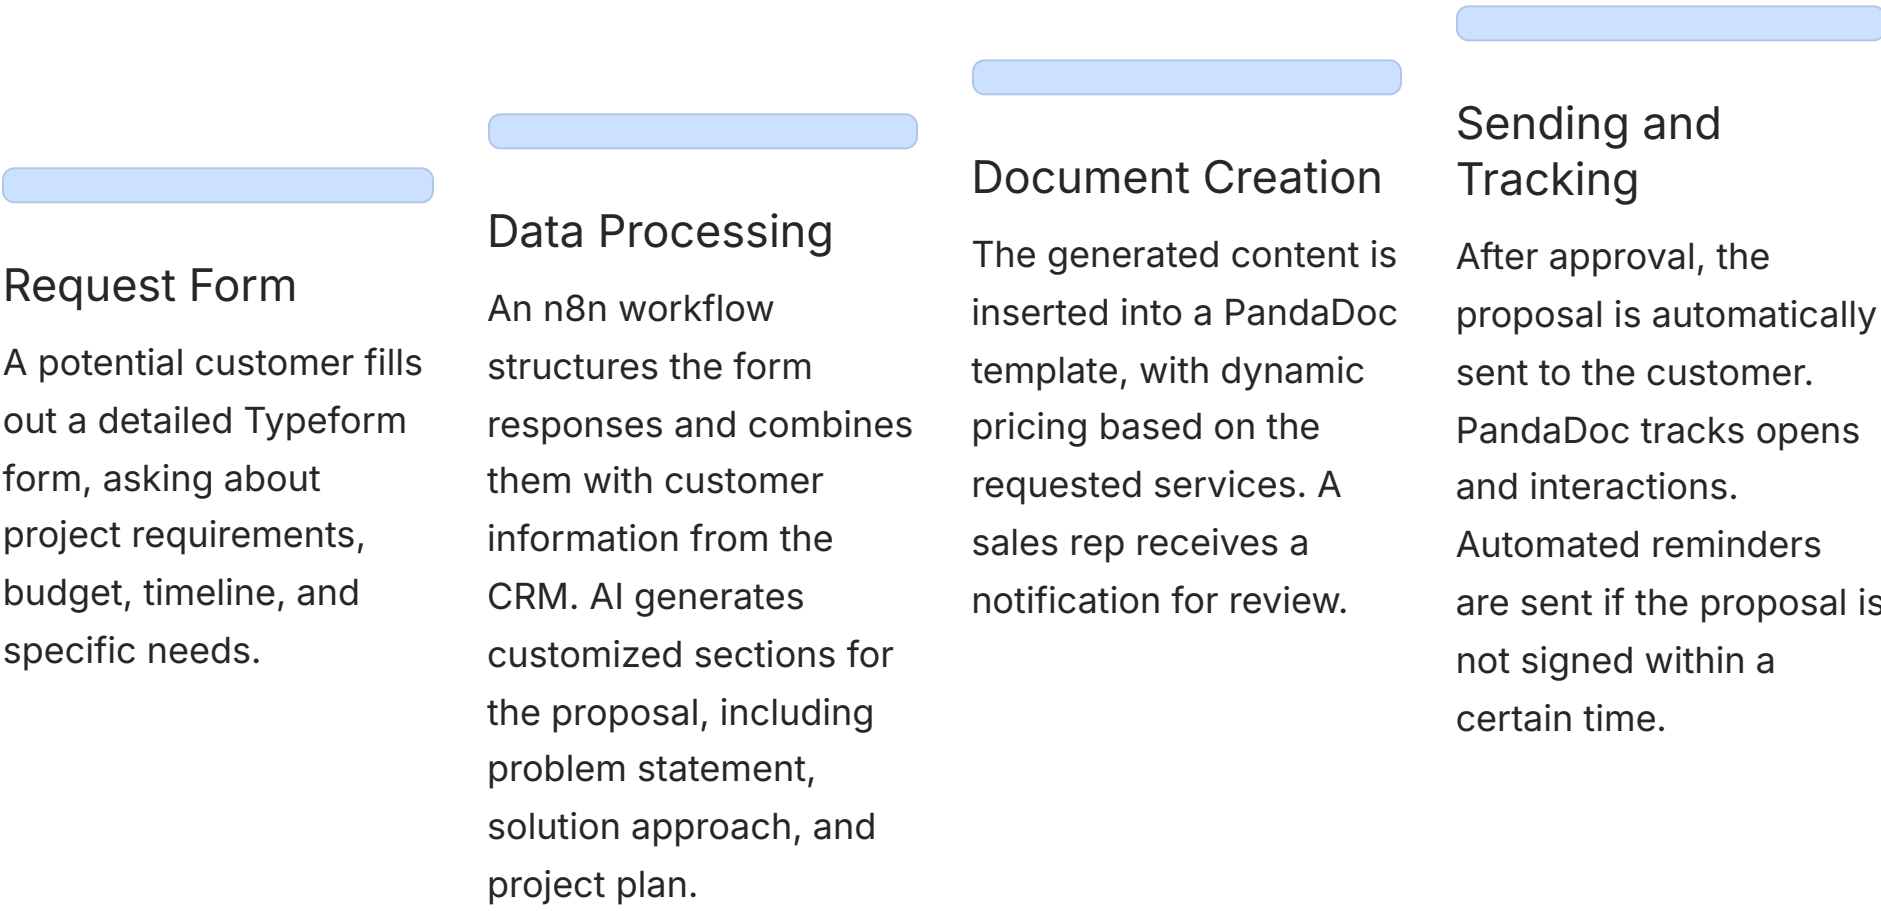 Request Form
A potential customer fills
out a detailed Typeform
form, asking about
project requirements,
budget, timeline, and
specific needs.
Data Processing
An n8n workflow
structures the form
responses and combines
them with customer
information from the
CRM. AI generates
customized sections for
the proposal, including
problem statement,
solution approach, and
project plan.
Document Creation
The generated content is
inserted into a PandaDoc
template, with dynamic
pricing based on the
requested services. A
sales rep receives a
notification for review.
Sending and
Tracking
After approval, the
proposal is automatically
sent to the customer.
PandaDoc tracks opens
and interactions.
Automated reminders
are sent if the proposal is
not signed within a
certain time.